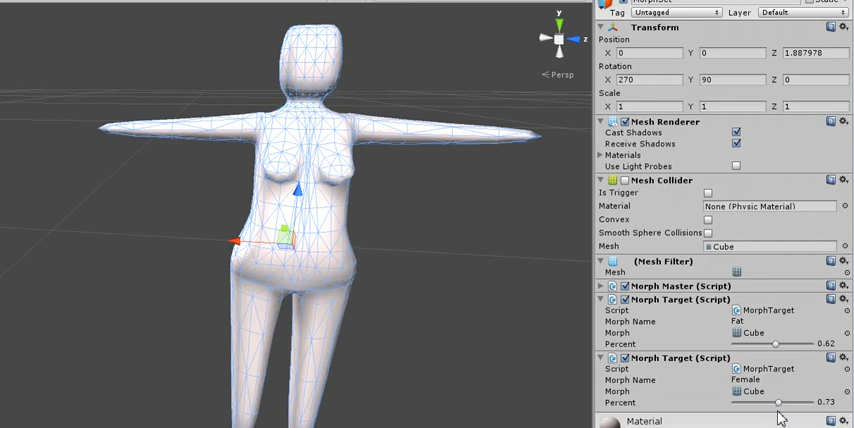 MorphSet
Static
Tag Untagged Layer Default
Transform
Position
X 0 Y 0 Z 1.887978
Rotation
X 270 Y 90 Z 0
Scale
X 1 Y 1 Z 1
Mesh Renderer
Cast Shadows
Receive Shadows
Materials
Use Light Probes
Mesh Collider
Is Trigger
Material None (Physic Material)
Convex
Smooth Sphere Collisions
Mesh Cube
(Mesh Filter)
Mesh
Morph Master (Script)
Morph Target (Script)
Script MorphTarget
Morph Name Fat
Morph Cube
Percent 0.62
Morph Target (Script)
Script MorphTarget
Morph Name Female
Morph Cube
Percent 0.73
Material
y
z
Persp